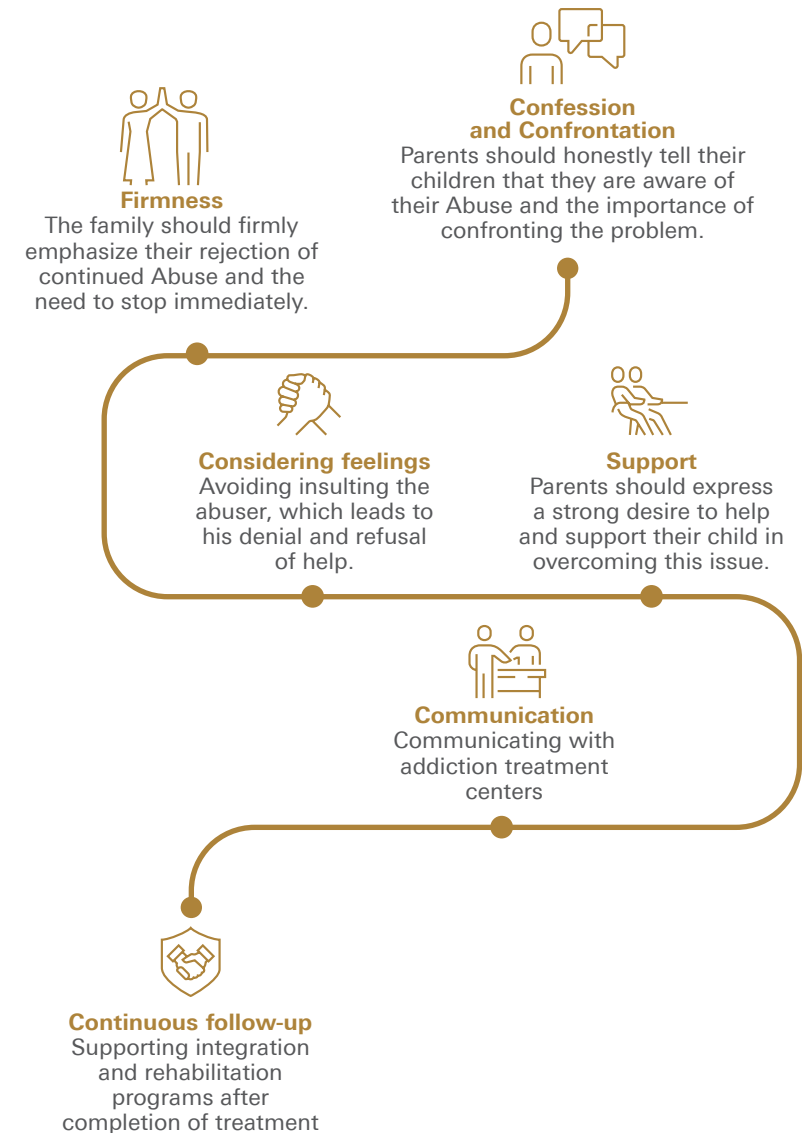 Confession
and Confrontation
Parents should honestly tell their
children that they are aware of
their Abuse and the importance of
confronting the problem.
Firmness
The family should firmly
emphasize their rejection of
continued Abuse and the
need to stop immediately.
Considering feelings
Avoiding insulting the
abuser, which leads to
his denial and refusal
of help.
Support
Parents should express
a strong desire to help
and support their child in
overcoming this issue.
Communication
Communicating with
addiction treatment
centers
Continuous follow-up
Supporting integration
and rehabilitation
programs after
completion of treatment